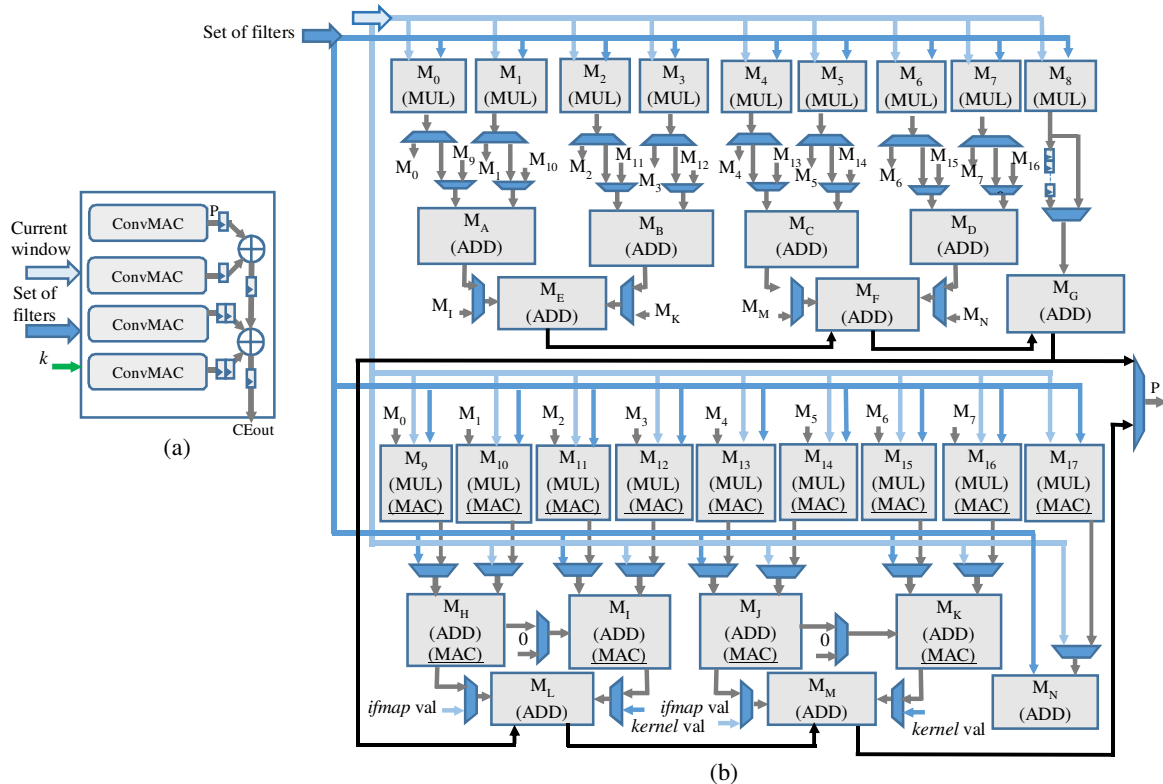 Set of filters
M0 (MUL)
M1 (MUL)
M2 (MUL)
M3 (MUL)
M4 (MUL)
M5 (MUL)
M6 (MUL)
M7 (MUL)
M8 (MUL)
M0
M9
M1
M10
M2
M11
M3
M12
M4
M13
M5
M14
M6
M15
M7
M16
MA (ADD)
MB (ADD)
MC (ADD)
MD (ADD)
MI
ME (ADD)
MK
MM
MF (ADD)
MN
MG (ADD)
P
ConvMAC
P
ConvMAC
ConvMAC
ConvMAC
Current
window
Set of
filters
k
CEout
(a)
M0
M1
M2
M3
M4
M5
M6
M7
M9 (MUL) (MAC)
M10 (MUL) (MAC)
M11 (MUL) (MAC)
M12 (MUL) (MAC)
M13 (MUL) (MAC)
M14 (MUL) (MAC)
M15 (MUL) (MAC)
M16 (MUL) (MAC)
M17 (MUL) (MAC)
MH (ADD) (MAC)
0
MI (ADD) (MAC)
MJ (ADD) (MAC)
0
MK (ADD) (MAC)
ifmap val
ML (ADD)
kernel val
ifmap val
MM (ADD)
kernel val
MN (ADD)
(b)